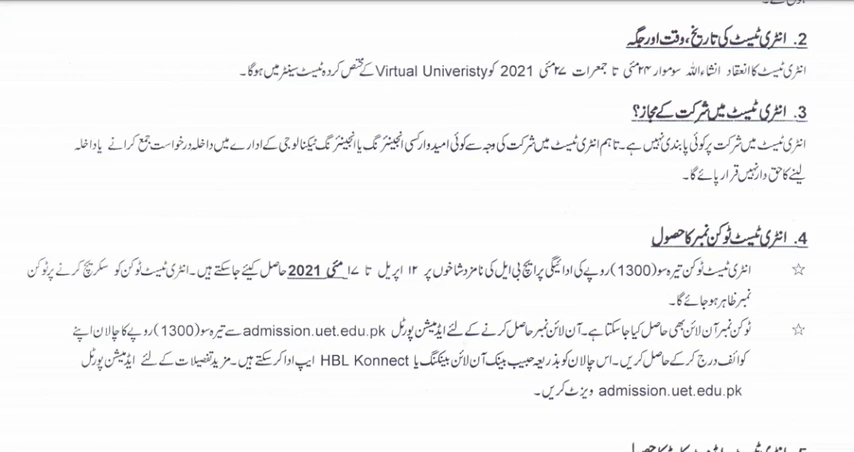 2. انٹری ٹیسٹ کی تاریخ، وقت اور جگہ
انٹری ٹیسٹ کا انعقاد انشاءاللہ سوموار ۲۴ مئی تا جمعرات ۲۷ مئی 2021 کو Virtual Univeristy کے مختص کردہ ٹیسٹ سینٹر میں ہوگا۔
3. انٹری ٹیسٹ میں شرکت کے مجاز؟
انٹری ٹیسٹ میں شرکت پر کوئی پابندی نہیں ہے۔ تاہم انٹری ٹیسٹ میں شرکت کی وجہ سے کوئی امیدوار کسی انجینئرنگ یا انجینئرنگ ٹیکنالوجی کے ادارے میں داخلہ درخواست جمع کرانے یا داخلہ
لینے کا حق دار نہیں قرار پائے گا۔
4. انٹری ٹیسٹ ٹوکن نمبر کا حصول
☆ انٹری ٹیسٹ ٹوکن تیرہ سو (1300) روپے کی ادائیگی پر ایچ بی ایل کی نامزد شاخوں پر ۱۲ اپریل تا ۱۷ مئی 2021 حاصل کیئے جاسکتے ہیں۔ انٹری ٹیسٹ ٹوکن کو سکریچ کرنے پر ٹوکن
نمبر ظاہر ہو جائے گا۔
☆ ٹوکن نمبر آن لائن بھی حاصل کیا جاسکتا ہے۔ آن لائن نمبر حاصل کرنے کے لئے ایڈمیشن پورٹل admission.uet.edu.pk سے تیرہ سو (1300) روپے کا چالان اپنے
کوائف درج کر کے حاصل کریں۔ اس چالان کو بذریعہ حبیب بینک آن لائن بینکنگ یا HBL Konnect ایپ ادا کر سکتے ہیں۔ مزید تفصیلات کے لئے ایڈمیشن پورٹل
admission.uet.edu.pk ویزٹ کریں۔